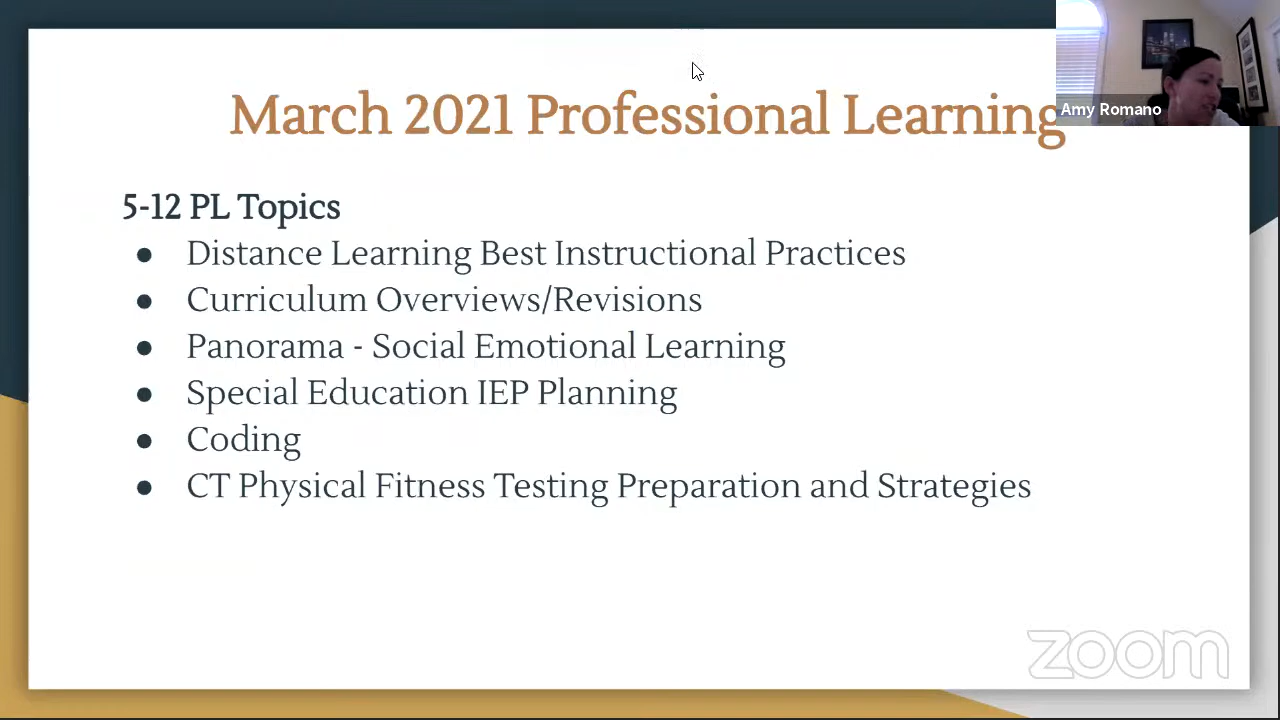 March 2021 Professional Learning
Amy Romano
5-12 PL Topics
● Distance Learning Best Instructional Practices
● Curriculum Overviews/Revisions
● Panorama - Social Emotional Learning
● Special Education IEP Planning
● Coding
● CT Physical Fitness Testing Preparation and Strategies
zoom